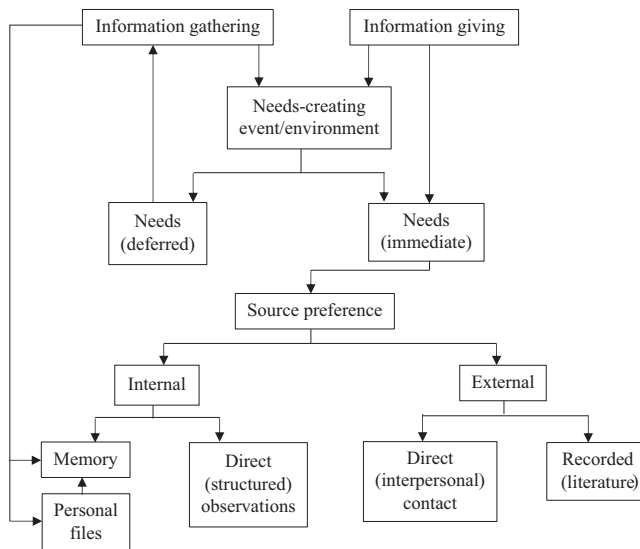 Information gathering
Information giving
Needs-creating
event/environment
Needs
(deferred)
Needs
(immediate)
Source preference
Internal
External
Memory
Direct
(structured)
observations
Direct
(interpersonal)
contact
Recorded
(literature)
Personal
files